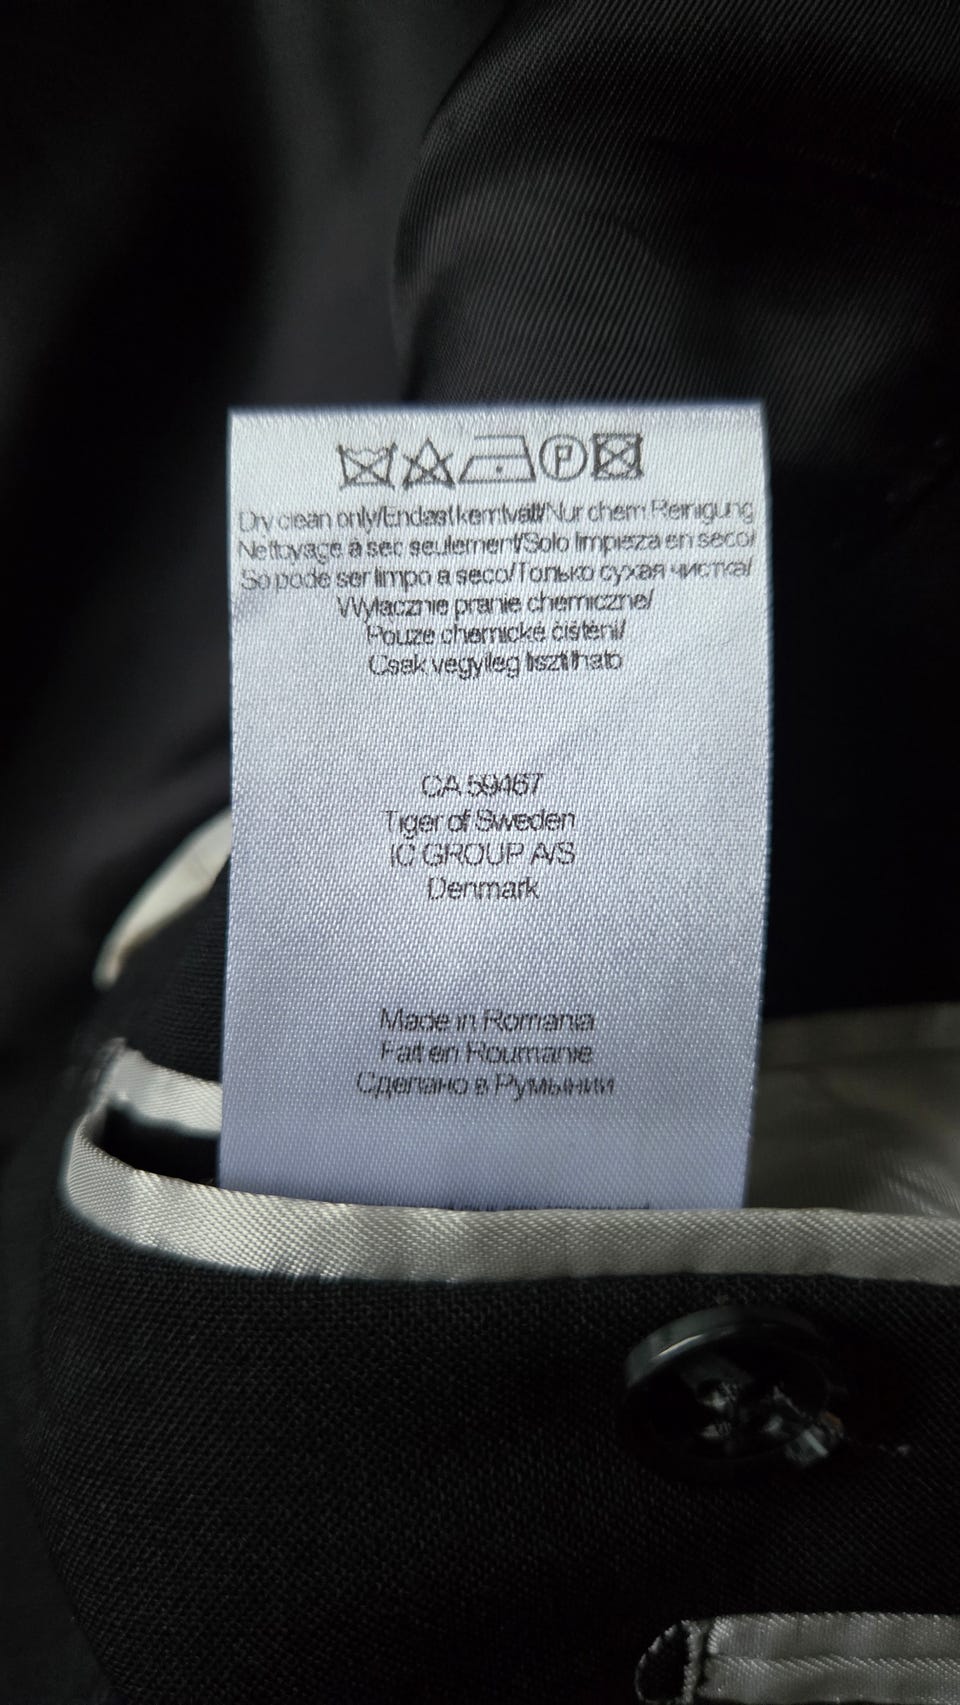 P
Dry clean only/Endast kemtvätt/Nur chem Reinigung
Nettoyage a sec seulement/Solo limpieza en seco/
So pode ser limpo a seco/Только сухая чистка/
Wyłacznie pranie chemiczne/
Pouze chemické čištění/
Csak vegyileg tisztitható
CA 59467
Tiger of Sweden
IC GROUP A/S
Denmark
Made in Romania
Fait en Roumanie
Сделано в Румынии